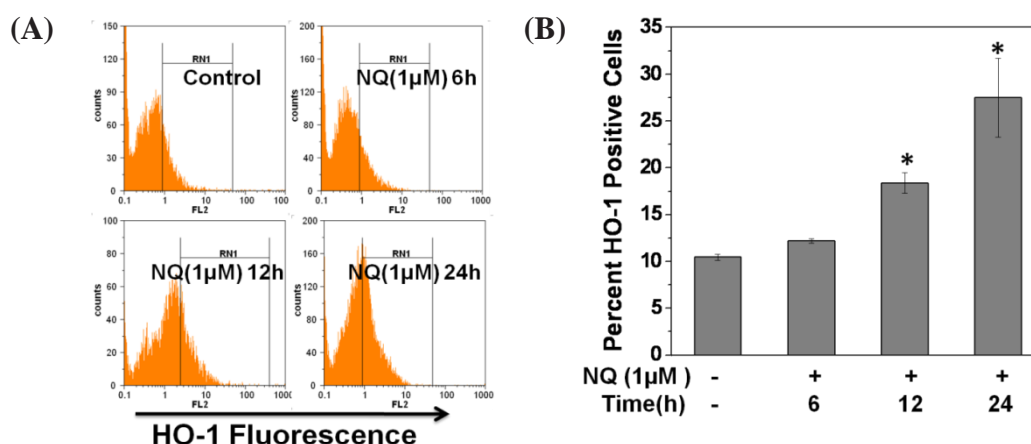 (A)
150
120
90
60
30
0
counts
RN1
Control
0.1 1 10 100 1000
FL2
200
160
120
80
40
0
counts
RN1
NQ(1µM) 6h
0.1 1 10 100 1000
FL2
100
80
60
40
20
0
counts
RN1
NQ(1µM) 12h
0.1 1 10 100 1000
FL2
200
160
120
80
40
0
counts
RN1
NQ(1µM) 24h
0.1 1 10 100 1000
FL2
HO-1 Fluorescence
(B)
Percent HO-1 Positive Cells
35
30
25
20
15
10
5
0
*
*
NQ (1µM ) - + + +
Time(h) - 6 12 24